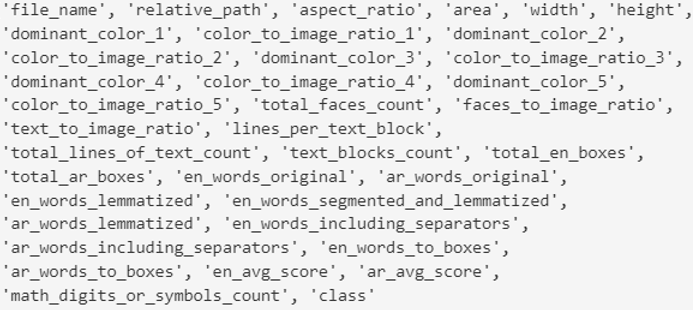 'file_name', 'relative_path', 'aspect_ratio', 'area', 'width', 'height',
'dominant_color_1', 'color_to_image_ratio_1', 'dominant_color_2',
'color_to_image_ratio_2', 'dominant_color_3', 'color_to_image_ratio_3',
'dominant_color_4', 'color_to_image_ratio_4', 'dominant_color_5',
'color_to_image_ratio_5', 'total_faces_count', 'faces_to_image_ratio',
'text_to_image_ratio', 'lines_per_text_block',
'total_lines_of_text_count', 'text_blocks_count', 'total_en_boxes',
'total_ar_boxes', 'en_words_original', 'ar_words_original',
'en_words_lemmatized', 'en_words_segmented_and_lemmatized',
'ar_words_lemmatized', 'en_words_including_separators',
'ar_words_including_separators', 'en_words_to_boxes',
'ar_words_to_boxes', 'en_avg_score', 'ar_avg_score',
'math_digits_or_symbols_count', 'class'